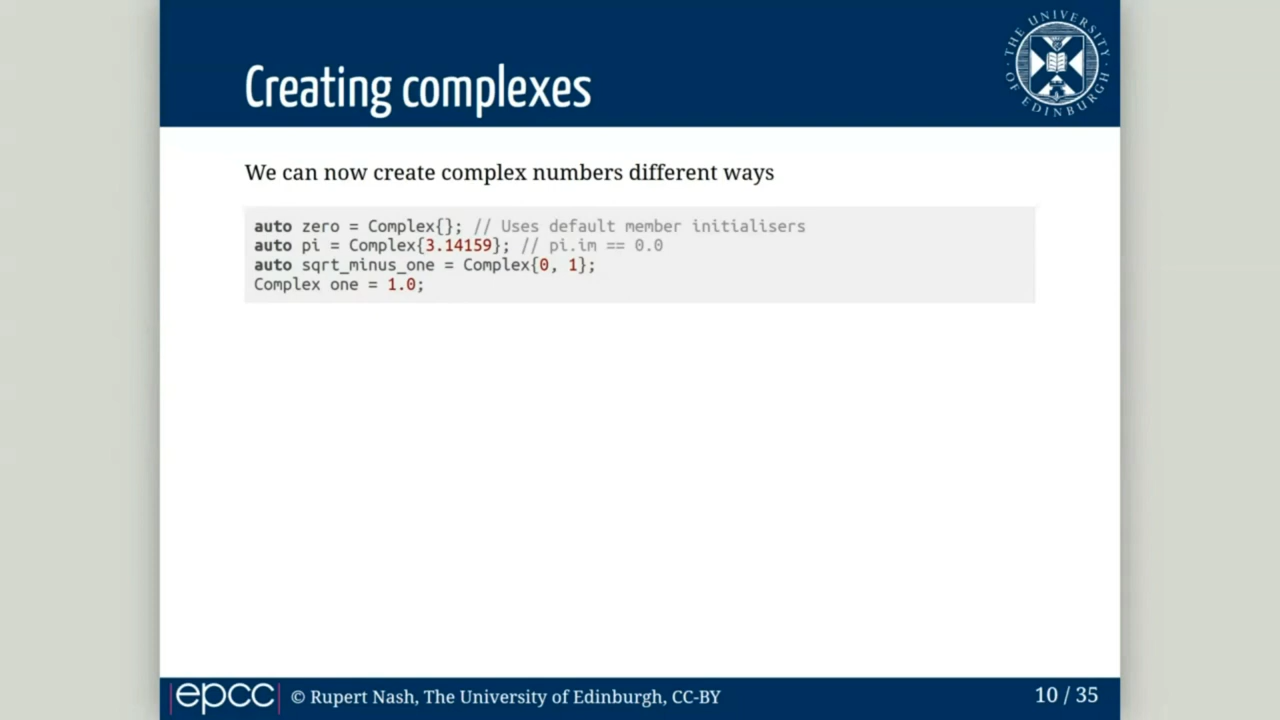 Creating complexes
THE UNIVERSITY OF EDINBURGH
We can now create complex numbers different ways
auto zero = Complex{}; // Uses default member initialisers
auto pi = Complex{3.14159}; // pi.im == 0.0
auto sqrt_minus_one = Complex{0, 1};
Complex one = 1.0;
epcc © Rupert Nash, The University of Edinburgh, CC-BY 10 / 35